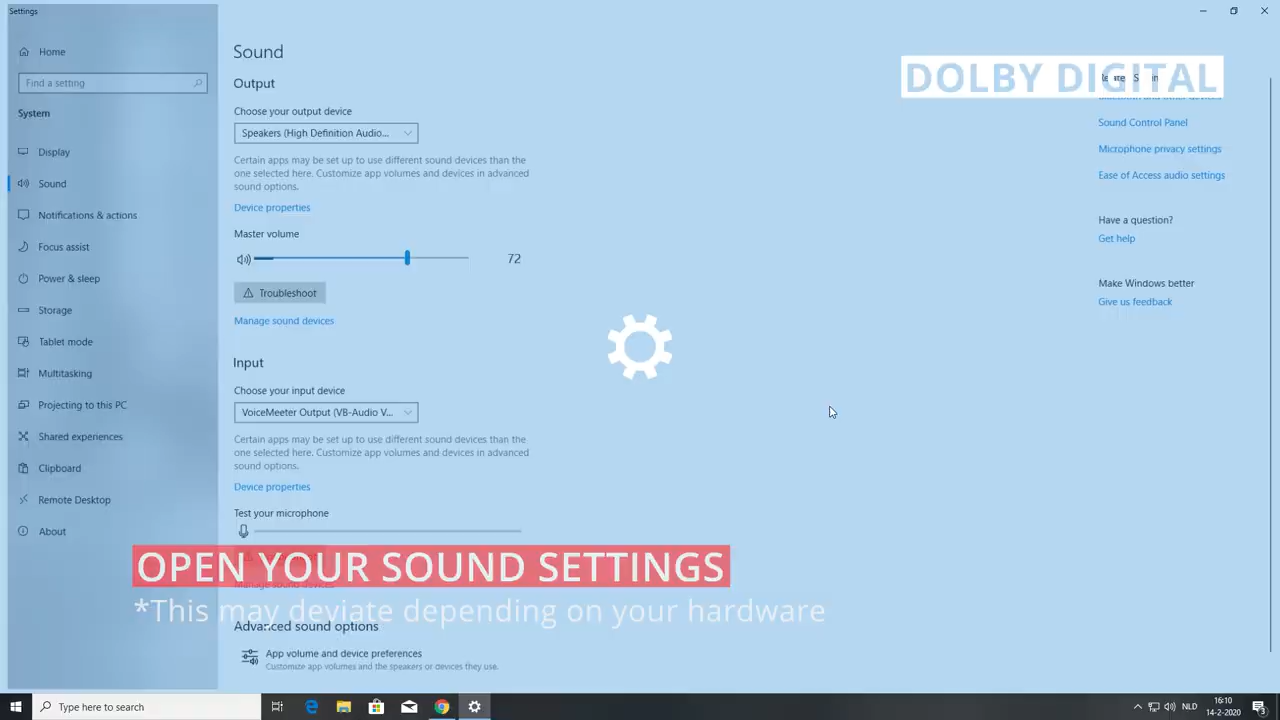 Settings
Home
Find a setting
System
Display
Sound
Notifications & actions
Focus assist
Power & sleep
Storage
Tablet mode
Multitasking
Projecting to this PC
Shared experiences
Clipboard
Remote Desktop
About
Sound
Output
Choose your output device
Speakers (High Definition Audio...
Certain apps may be set up to use different sound devices than the
one selected here. Customize app volumes and devices in advanced
sound options.
Device properties
Master volume
72
Troubleshoot
Manage sound devices
Input
Choose your input device
VoiceMeeter Output (VB-Audio V...
Certain apps may be set up to use different sound devices than the
one selected here. Customize app volumes and devices in advanced
sound options.
Device properties
Test your microphone
OPEN YOUR SOUND SETTINGS
Manage sound devices
*This may deviate depending on your hardware
Advanced sound options
App volume and device preferences
Customize app volumes and the speakers or devices they use.
DOLBY DIGITAL
Sound Control Panel
Microphone privacy settings
Ease of Access audio settings
Have a question?
Get help
Make Windows better
Give us feedback
Type here to search
NLD
16:10
14-2-2020
3